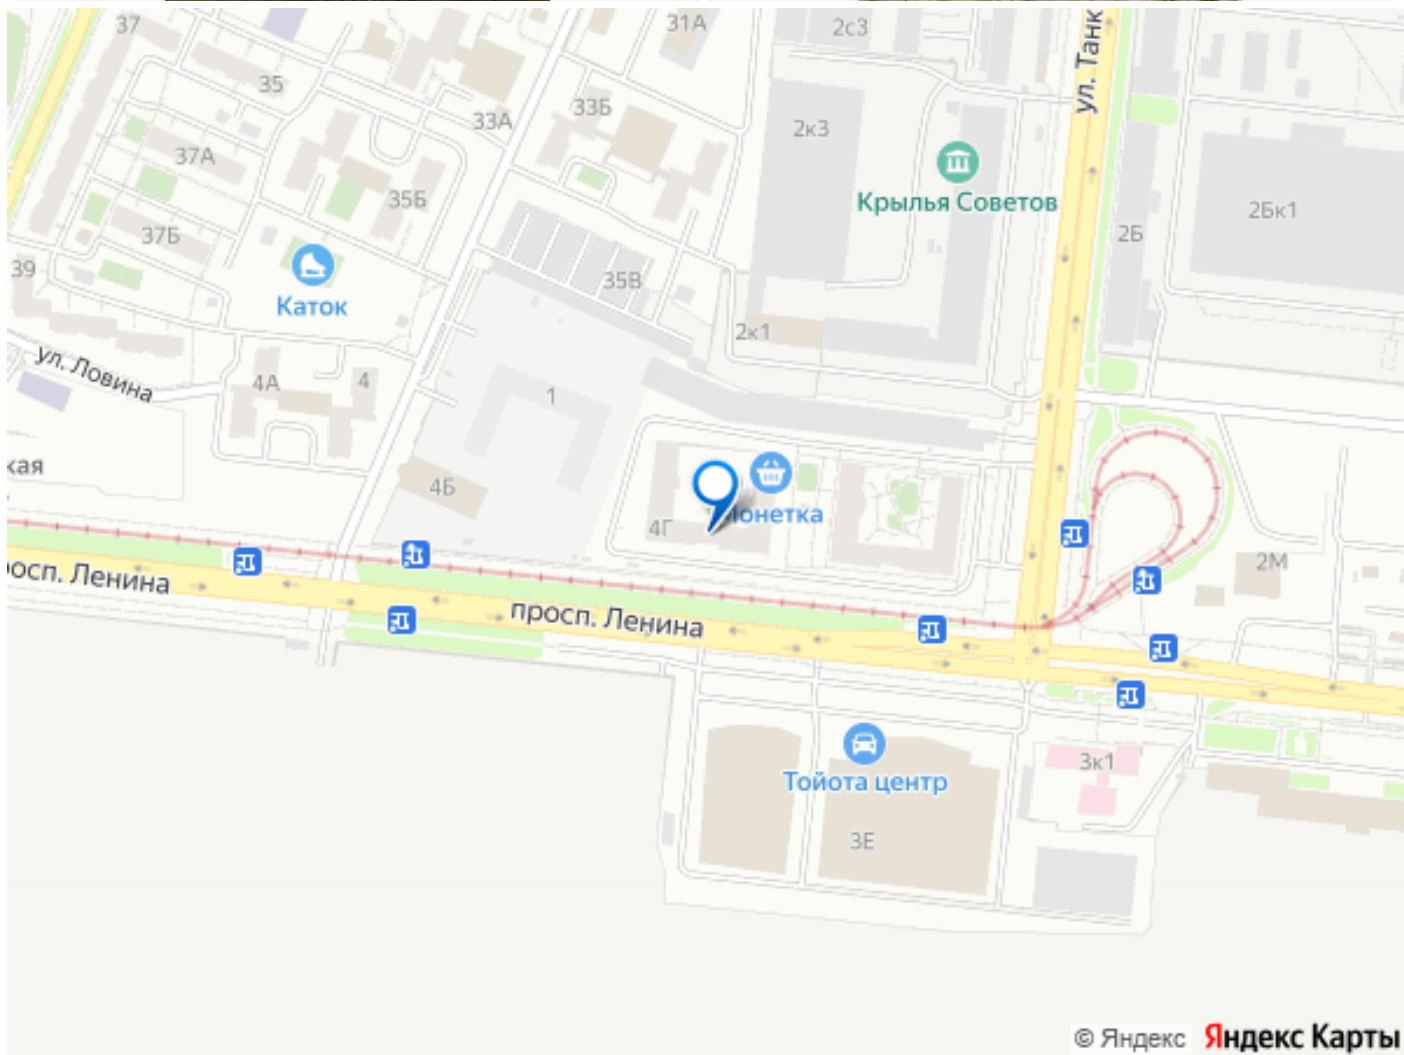 37
31А
2с3
ул. Танк
35
33А
33Б
2к3
37А
35Б
Крылья Советов
37Б
2Б
2Бк1
39
Каток
35В
2к1
ул. Ловина
4А
4
1
кая
4Б
4Г
Монетка
2М
росп. Ленина
просп. Ленина
3к1
Тойота центр
3Е
© Яндекс Яндекс Карты